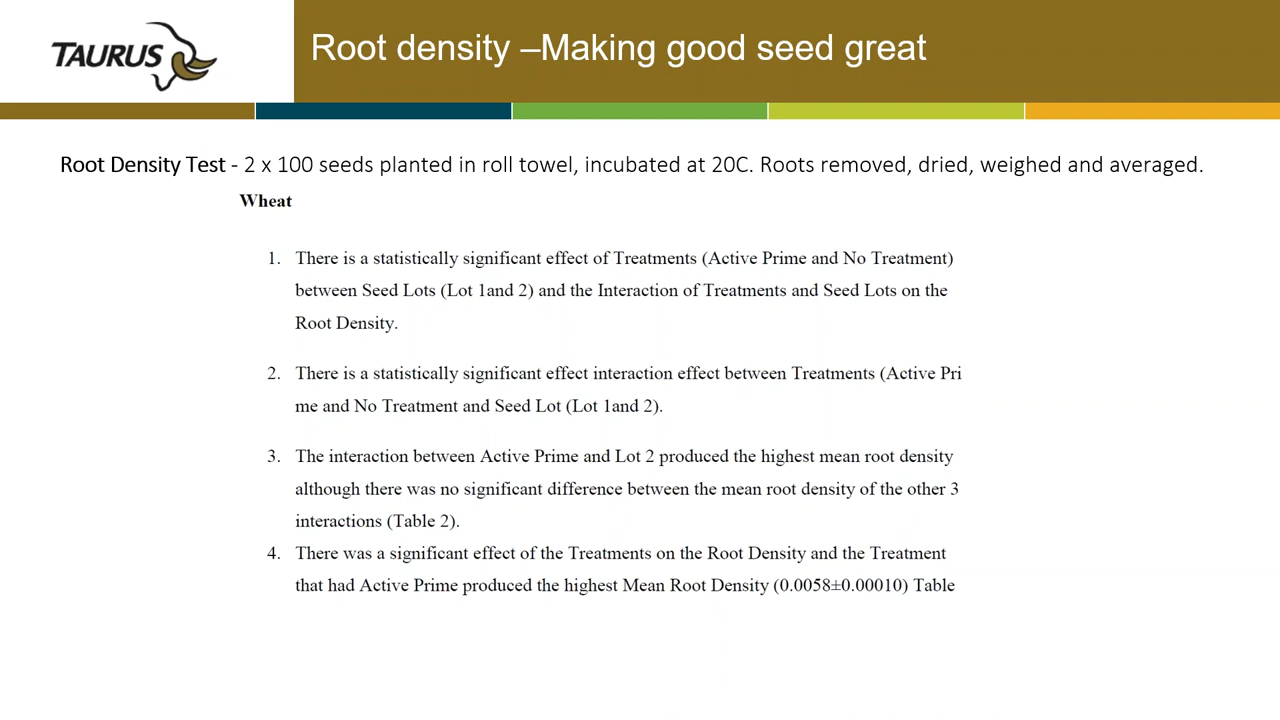 TAURUS
Root density –Making good seed great
Root Density Test - 2 x 100 seeds planted in roll towel, incubated at 20C. Roots removed, dried, weighed and averaged.
Wheat
1. There is a statistically significant effect of Treatments (Active Prime and No Treatment)
between Seed Lots (Lot 1and 2) and the Interaction of Treatments and Seed Lots on the
Root Density.
2. There is a statistically significant effect interaction effect between Treatments (Active Pri
me and No Treatment and Seed Lot (Lot 1and 2).
3. The interaction between Active Prime and Lot 2 produced the highest mean root density
although there was no significant difference between the mean root density of the other 3
interactions (Table 2).
4. There was a significant effect of the Treatments on the Root Density and the Treatment
that had Active Prime produced the highest Mean Root Density (0.0058±0.00010) Table